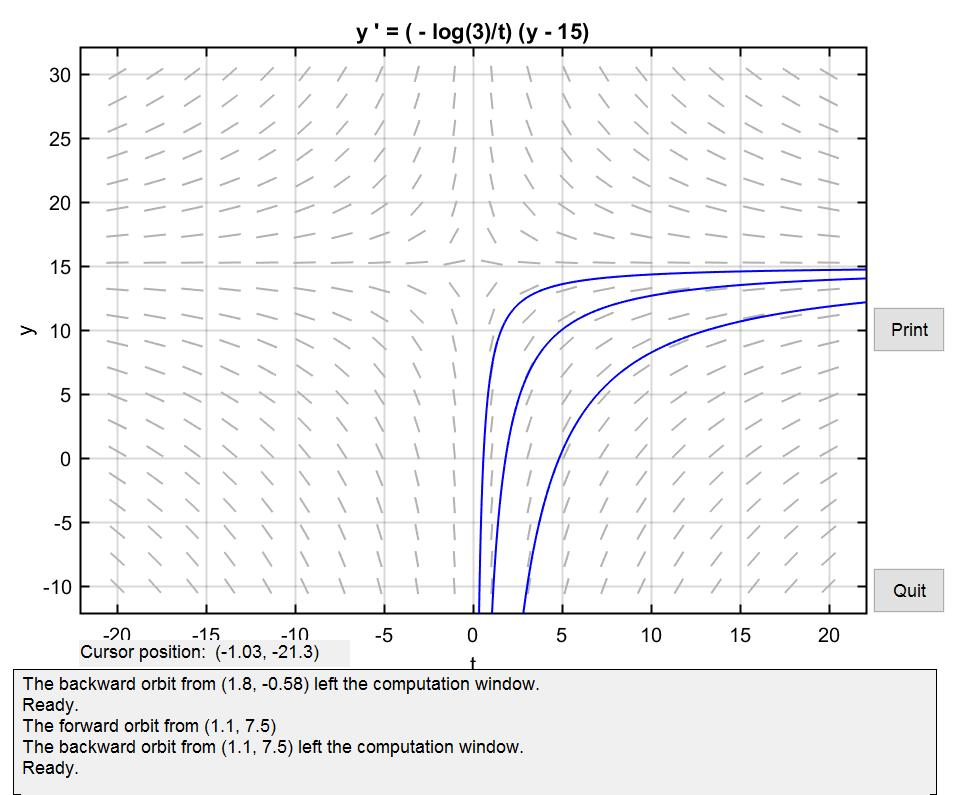 y ' = ( - log(3)/t) (y - 15)
30
25
20
15
10
5
0
-5
-10
y
-20 -15 -10 -5 0 5 10 15 20
t
Print
Quit
Cursor position: (-1.03, -21.3)
The backward orbit from (1.8, -0.58) left the computation window.
Ready.
The forward orbit from (1.1, 7.5)
The backward orbit from (1.1, 7.5) left the computation window.
Ready.